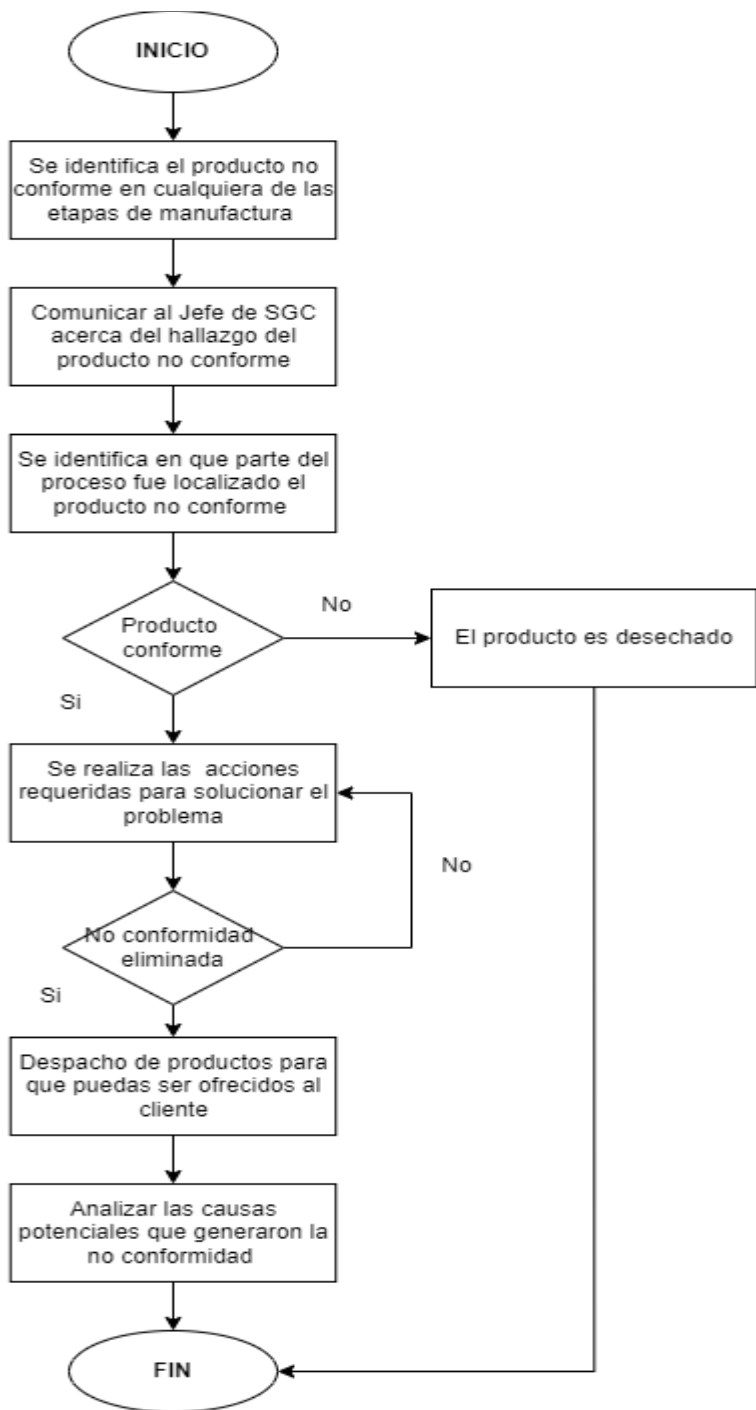 INICIO
Se identifica el producto no
conforme en cualquiera de las
etapas de manufactura
Comunicar al Jefe de SGC
acerca del hallazgo del
producto no conforme
Se identifica en que parte del
proceso fue localizado el
producto no conforme
Producto
conforme
No
El producto es desechado
Si
Se realiza las acciones
requeridas para solucionar el
problema
No
No conformidad
eliminada
Si
Despacho de productos para
que puedas ser ofrecidos al
cliente
Analizar las causas
potenciales que generaron la
no conformidad
FIN